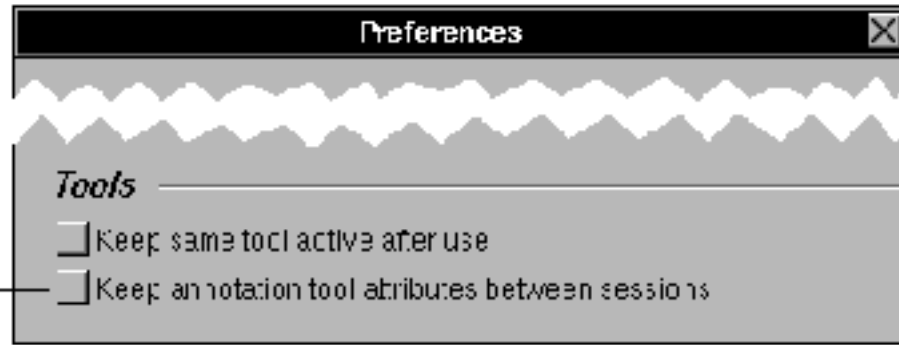 Preferences
Tools
Keep same tool active after use
Keep annotation tool attributes between sessions